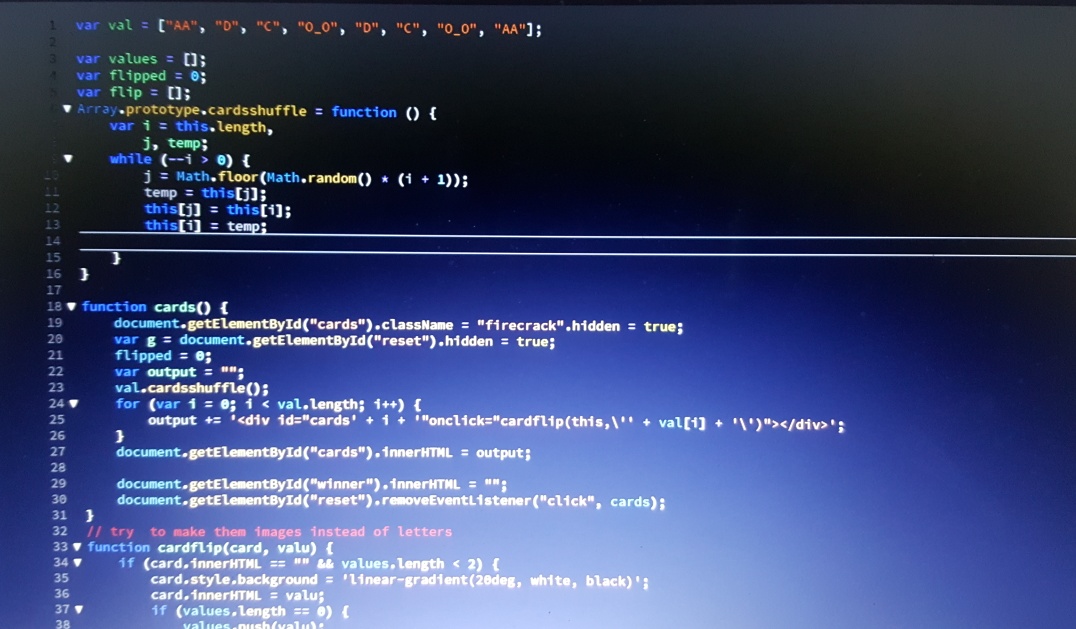 1 var val = ["AA", "D", "C", "O_O", "D", "C", "O_O", "AA"];
2
3 var values = [];
4 var flipped = 0;
5 var flip = [];
Array.prototype.cardsshuffle = function () {
var i = this.length,
j, temp;
while (--i > 0) {
10 j = Math.floor(Math.random() * (i + 1));
11 temp = this[j];
12 this[j] = this[i];
13 this[i] = temp;
14
15 }
16 }
17
18 function cards() {
19 document.getElementById("cards").className = "firecrack".hidden = true;
20 var g = document.getElementById("reset").hidden = true;
21 flipped = 0;
22 var output = "";
23 val.cardsshuffle();
24 for (var i = 0; i < val.length; i++) {
25 output += '<div id="cards' + i + '"onclick="cardflip(this,\'' + val[i] + '\')"></div>';
26 }
27 document.getElementById("cards").innerHTML = output;
28
29 document.getElementById("winner").innerHTML = "";
30 document.getElementById("reset").removeEventListener("click", cards);
31 }
32 // try to make them images instead of letters
33 function cardflip(card, valu) {
34 if (card.innerHTML == "" && values.length < 2) {
35 card.style.background = 'linear-gradient(20deg, white, black)';
36 card.innerHTML = valu;
37 if (values.length == 0) {
38 values.push(valu);